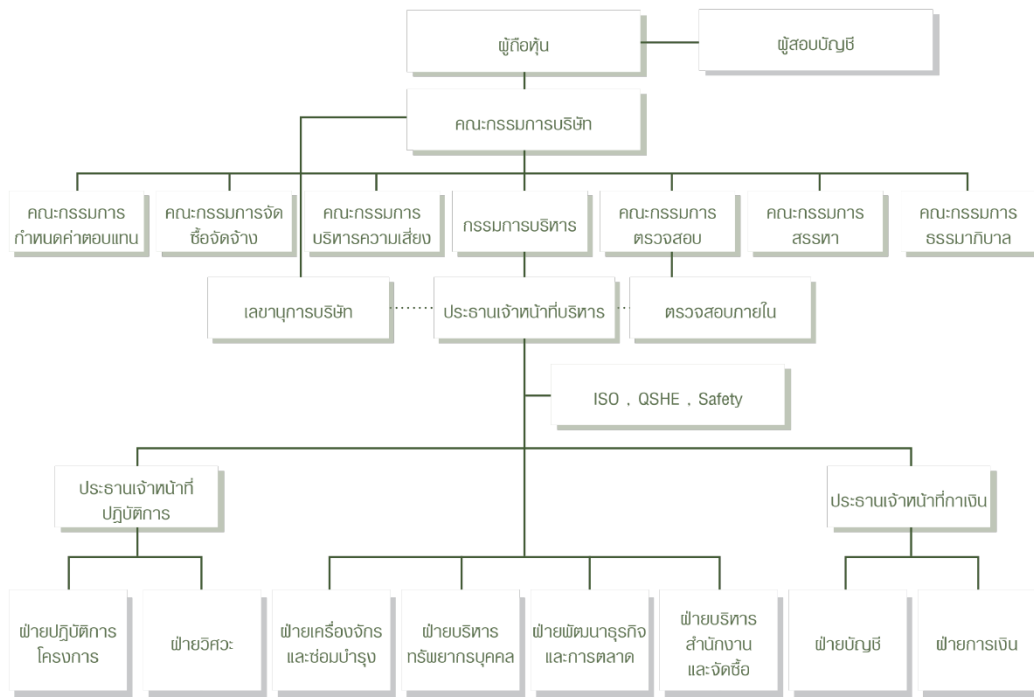 ผู้ถือหุ้น
ผู้สอบบัญชี
คณะกรรมการบริษัท
คณะกรรมการ
กำหนดค่าตอบแทน
คณะกรรมการจัด
ซื้อจัดจ้าง
คณะกรรมการ
บริหารความเสี่ยง
กรรมการบริหาร
คณะกรรมการ
ตรวจสอบ
คณะกรรมการ
สรรหา
คณะกรรมการ
ธรรมาภิบาล
เลขานุการบริษัท
ประธานเจ้าหน้าที่บริหาร
ตรวจสอบภายใน
ISO , QSHE , Safety
ประธานเจ้าหน้าที่
ปฏิบัติการ
ประธานเจ้าหน้าที่กาเงิน
ฝ่ายปฏิบัติการ
โครงการ
ฝ่ายวิศวะ
ฝ่ายเครื่องจักร
และซ่อมบำรุง
ฝ่ายบริหาร
ทรัพยากรบุคคล
ฝ่ายพัฒนาธุรกิจ
และการตลาด
ฝ่ายบริหาร
สำนักงาน
และจัดซื้อ
ฝ่ายบัญชี
ฝ่ายการเงิน